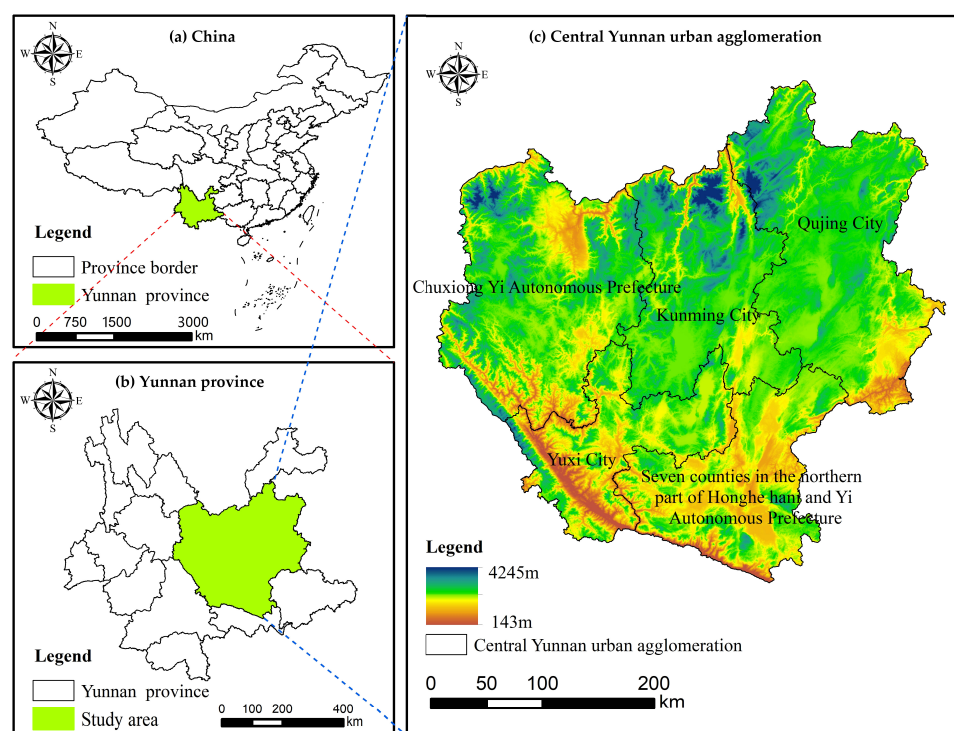 (a) China
N
W E
S
Legend
Province border
Yunnan province
0 750 1500 3000
km
(b) Yunnan province
N
W E
S
Legend
Yunnan province
Study area
0 100 200 400
km
(c) Central Yunnan urban agglomeration
N
W E
S
Qujing City
Chuxiong Yi Autonomous Prefecture
Kunming City
Yuxi City
Seven counties in the northern
part of Honghe hani and Yi
Autonomous Prefecture
Legend
4245m
143m
Central Yunnan urban agglomeration
0 50 100 200
km